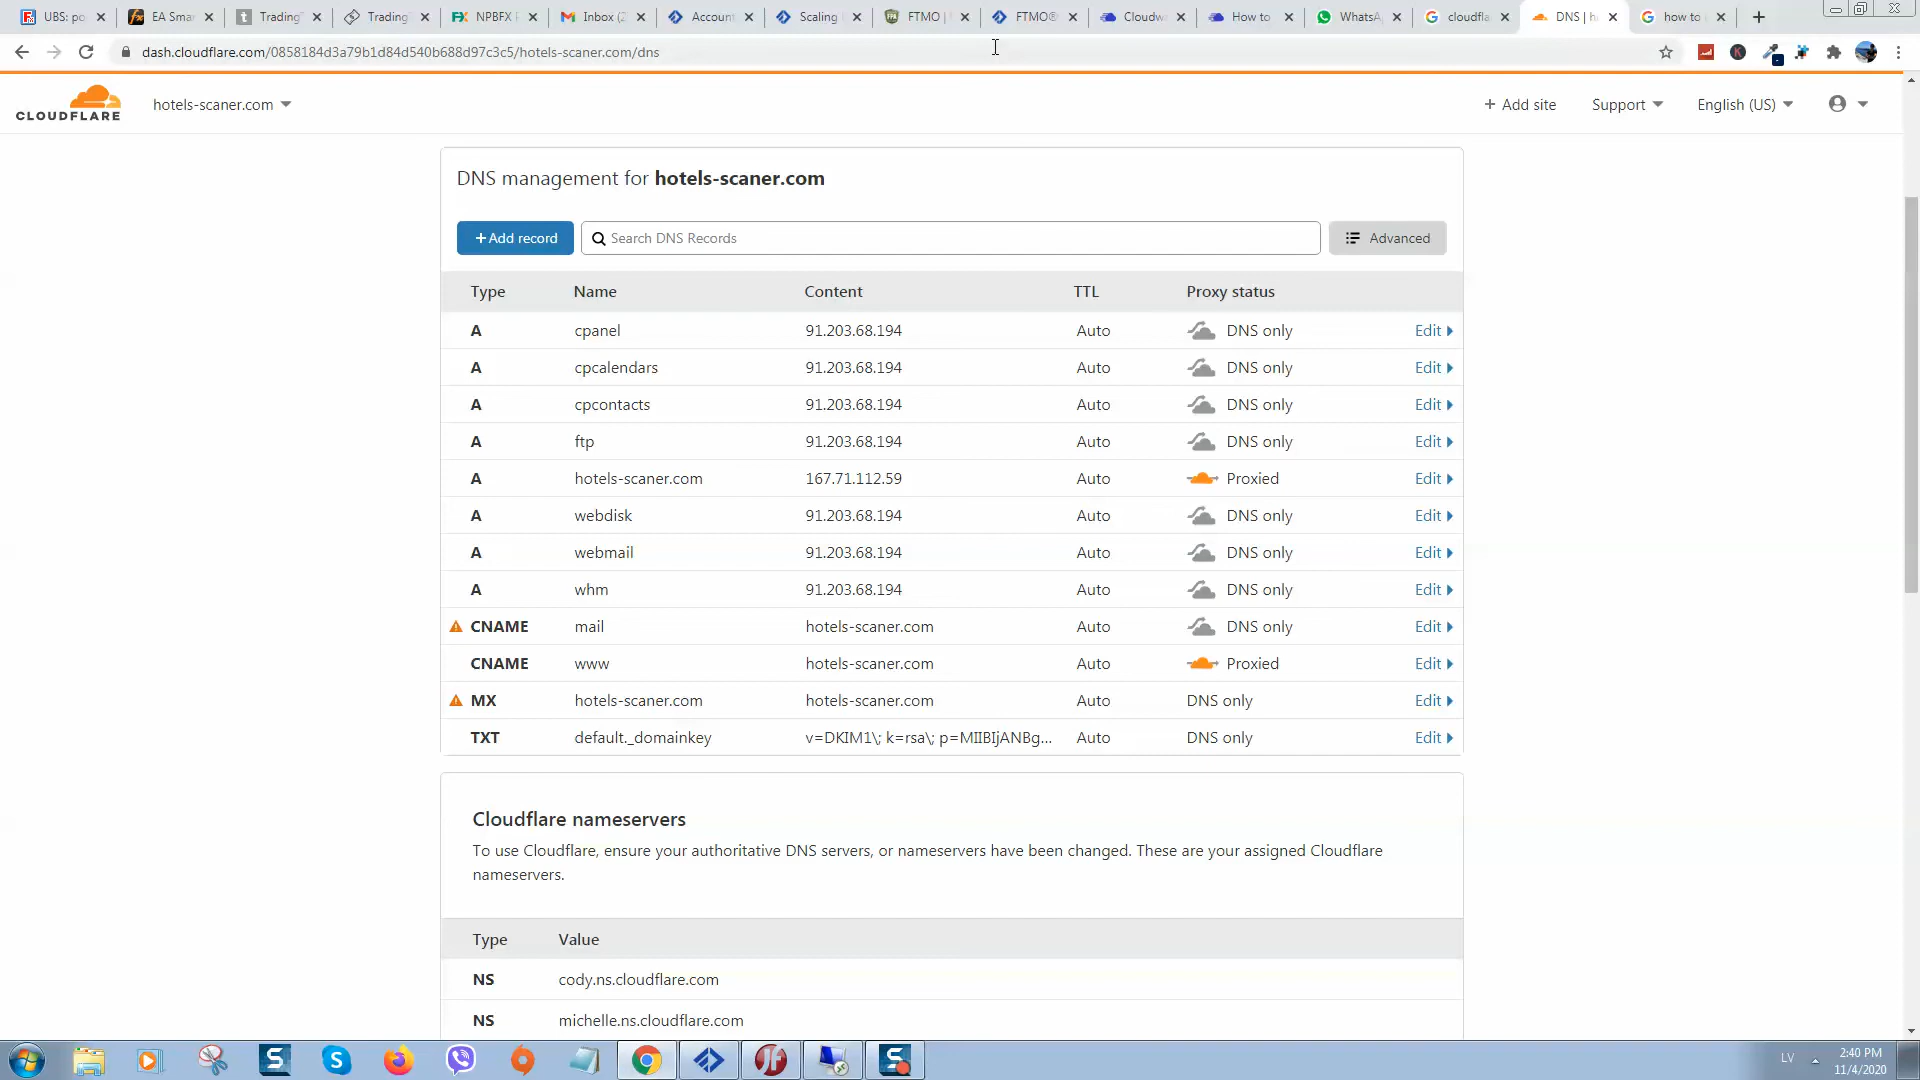 UBS: po
EA Smar
Trading
Trading
NPBFX
Inbox (2
Accoun
Scaling
FTMO |
FTMO®
Cloudw
How to
WhatsA
cloudfla
DNS | h
how to
dash.cloudflare.com/0858184d3a79b1d84d540b688d97c3c5/hotels-scaner.com/dns
CLOUDFLARE
hotels-scaner.com
+ Add site
Support
English (US)
DNS management for hotels-scaner.com
+Add record
Search DNS Records
Advanced
Type Name Content TTL Proxy status
A cpanel 91.203.68.194 Auto DNS only Edit
A cpcalendars 91.203.68.194 Auto DNS only Edit
A cpcontacts 91.203.68.194 Auto DNS only Edit
A ftp 91.203.68.194 Auto DNS only Edit
A hotels-scaner.com 167.71.112.59 Auto Proxied Edit
A webdisk 91.203.68.194 Auto DNS only Edit
A webmail 91.203.68.194 Auto DNS only Edit
A whm 91.203.68.194 Auto DNS only Edit
CNAME mail hotels-scaner.com Auto DNS only Edit
CNAME www hotels-scaner.com Auto Proxied Edit
MX hotels-scaner.com hotels-scaner.com Auto DNS only Edit
TXT default._domainkey v=DKIM1\; k=rsa\; p=MIIBIjANBg... Auto DNS only Edit
Cloudflare nameservers
To use Cloudflare, ensure your authoritative DNS servers, or nameservers have been changed. These are your assigned Cloudflare
nameservers.
Type Value
NS cody.ns.cloudflare.com
NS michelle.ns.cloudflare.com
LV
2:40 PM
11/4/2020